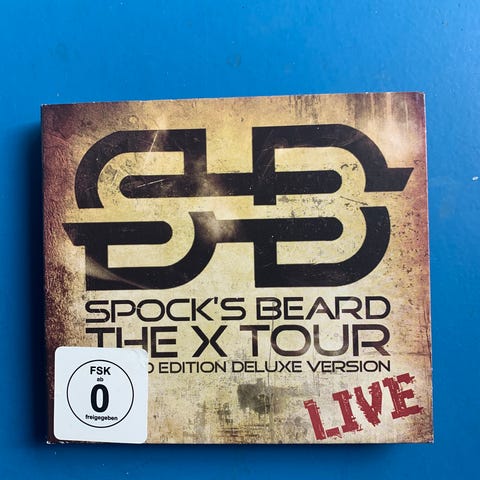 SB
SPOCK'S BEARD
THE X TOUR
EDITION DELUXE VERSION
LIVE
FSK
ab
0
freigegeben